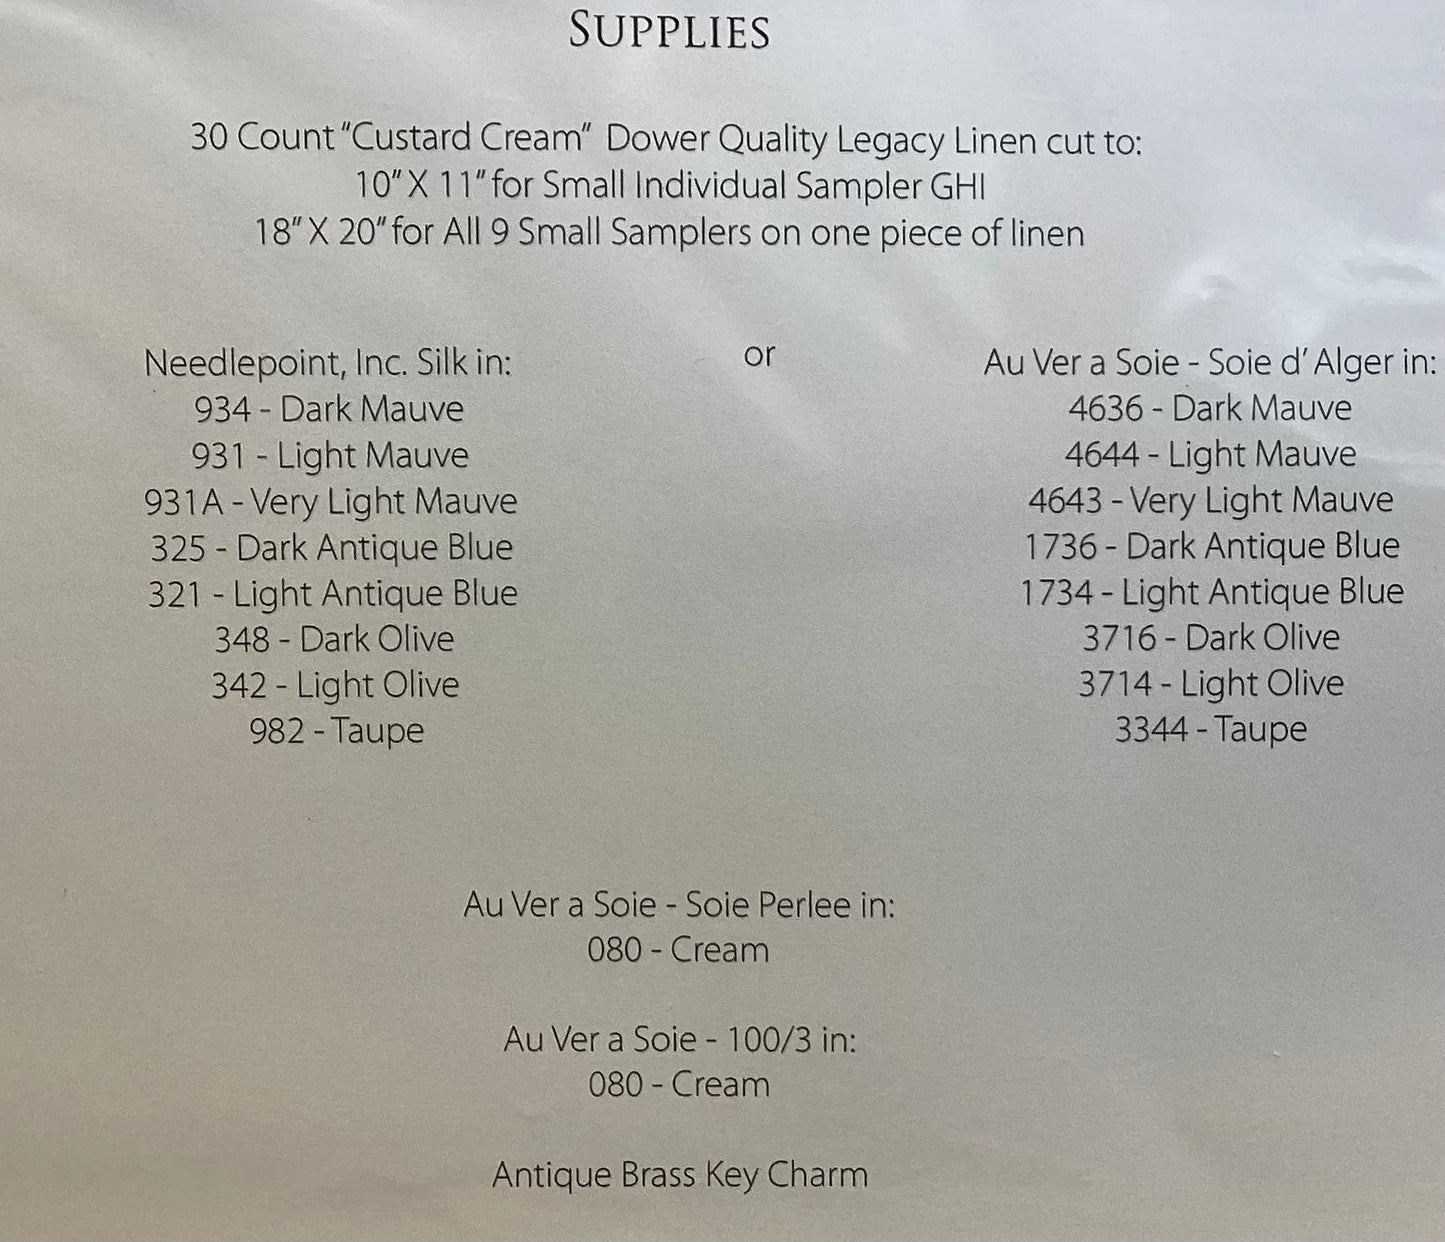 SUPPLIES
30 Count "Custard Cream" Dower Quality Legacy Linen cut to:
10" X 11" for Small Individual Sampler GHI
18" X 20" for All 9 Small Samplers on one piece of linen
Needlepoint, Inc. Silk in:
934 - Dark Mauve
931 - Light Mauve
931A - Very Light Mauve
325 - Dark Antique Blue
321 - Light Antique Blue
348 - Dark Olive
342 - Light Olive
982 - Taupe
or
Au Ver a Soie - Soie d' Alger in:
4636 - Dark Mauve
4644 - Light Mauve
4643 - Very Light Mauve
1736 - Dark Antique Blue
1734 - Light Antique Blue
3716 - Dark Olive
3714 - Light Olive
3344 - Taupe
Au Ver a Soie - Soie Perlee in:
080 - Cream
Au Ver a Soie - 100/3 in:
080 - Cream
Antique Brass Key Charm